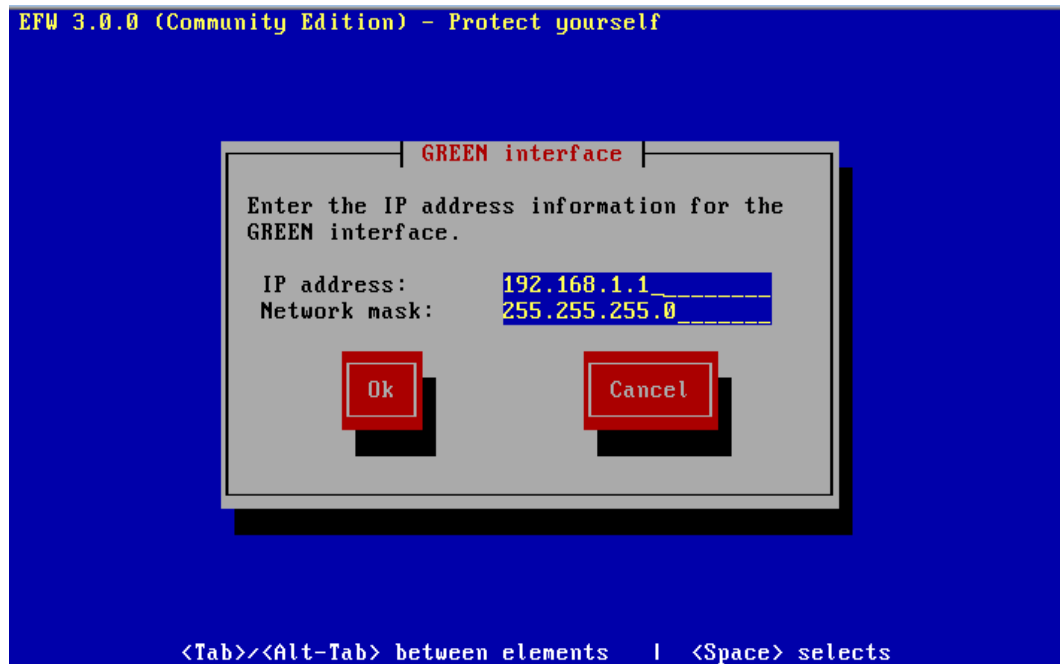 EFW 3.0.0 (Community Edition) - Protect yourself
GREEN interface
Enter the IP address information for the
GREEN interface.
IP address: 192.168.1.1_________
Network mask: 255.255.255.0_______
Ok Cancel
<Tab>/<Alt-Tab> between elements | <Space> selects